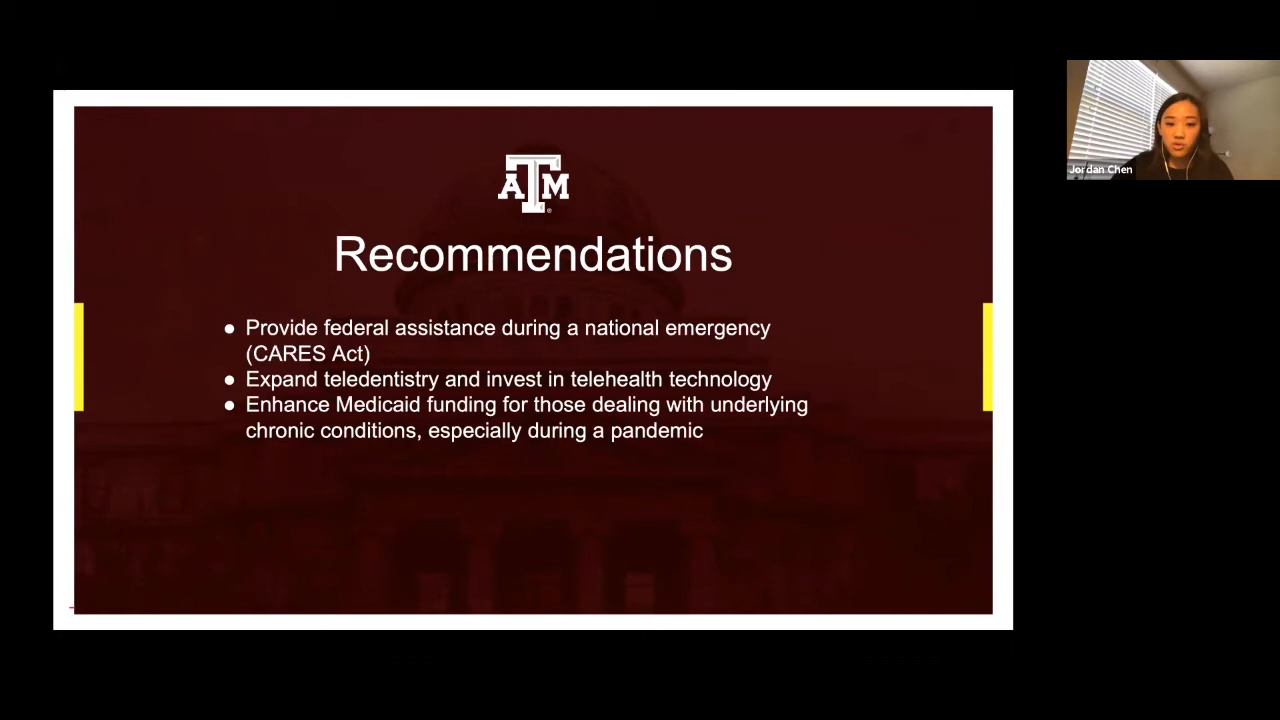 ATM
Recommendations
● Provide federal assistance during a national emergency
(CARES Act)
● Expand teledentistry and invest in telehealth technology
● Enhance Medicaid funding for those dealing with underlying
chronic conditions, especially during a pandemic
Jordan Chen